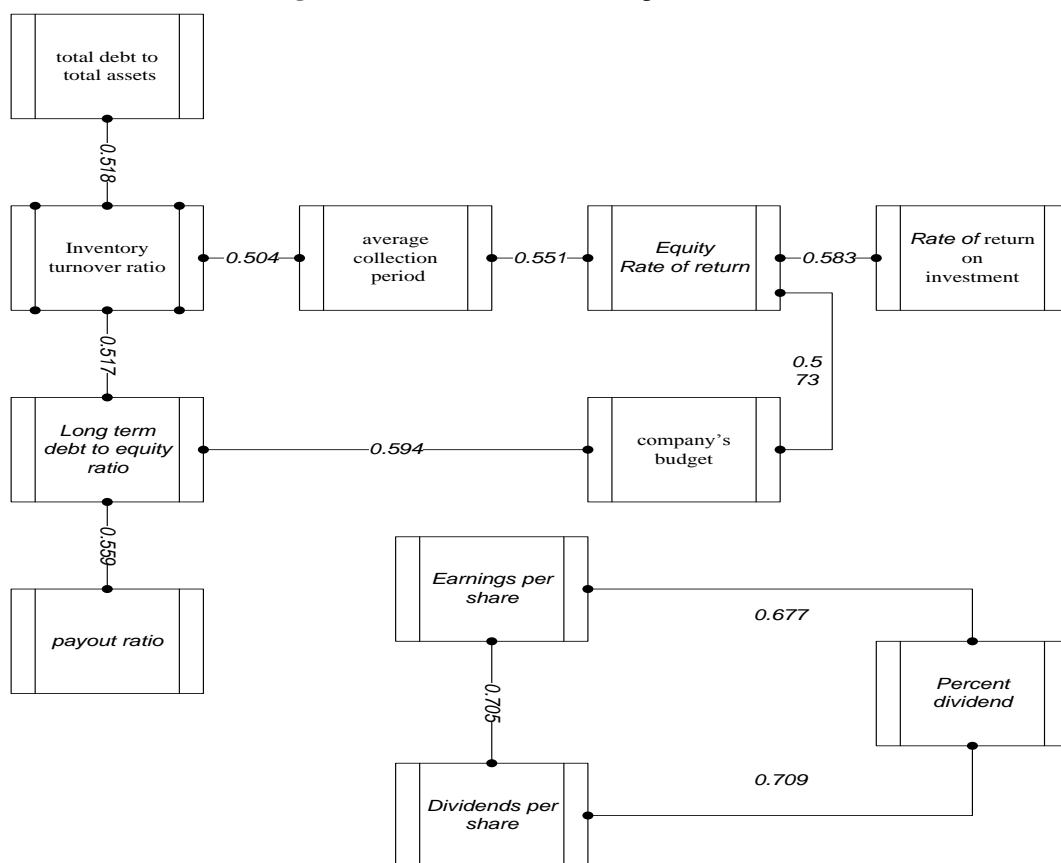 total debt to
total assets
0.518
Inventory
turnover ratio
0.504
average
collection
period
0.551
Equity
Rate of return
0.583
Rate of return
on
investment
0.517
0.5
73
Long term
debt to equity
ratio
0.594
company's
budget
0.559
payout ratio
Earnings per
share
0.677
0.705
Percent
dividend
Dividends per
share
0.709